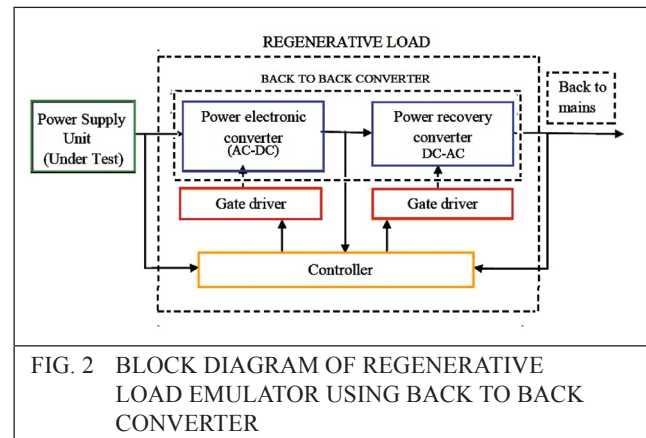 REGENERATIVE LOAD
BACK TO BACK CONVERTER
Back to
mains
Power Supply
Unit
(Under Test)
Power electronic
converter
(AC-DC)
Power recovery
converter
DC-AC
Gate driver
Gate driver
Controller
FIG. 2 BLOCK DIAGRAM OF REGENERATIVE
LOAD EMULATOR USING BACK TO BACK
CONVERTER